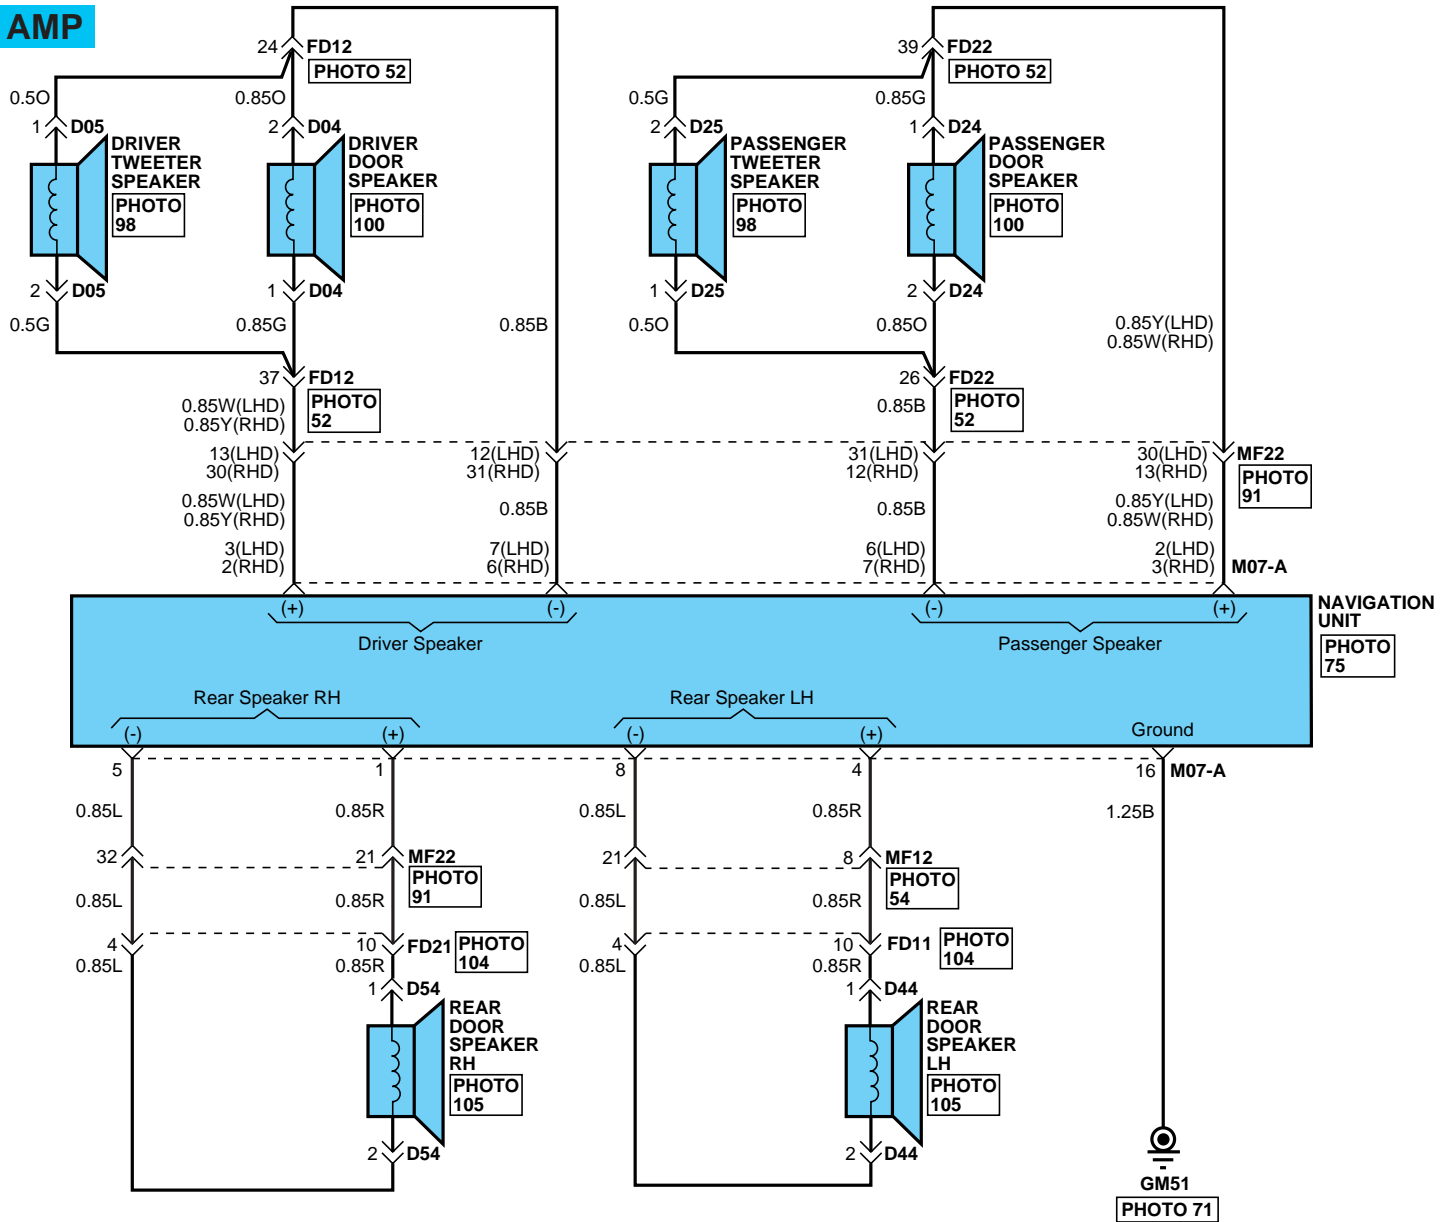 AMP
24 FD12
PHOTO 52
39 FD22
PHOTO 52
0.5O
0.85O
0.5G
0.85G
1 D05
2 D04
2 D25
1 D24
DRIVER
TWEETER
SPEAKER
PHOTO
98
DRIVER
DOOR
SPEAKER
PHOTO
100
PASSENGER
TWEETER
SPEAKER
PHOTO
98
PASSENGER
DOOR
SPEAKER
PHOTO
100
2 D05
1 D04
1 D25
2 D24
0.5G
0.85G
0.85B
0.5O
0.85O
0.85Y(LHD)
0.85W(RHD)
37 FD12
PHOTO
52
26 FD22
PHOTO
52
0.85W(LHD)
0.85Y(RHD)
0.85B
13(LHD)
30(RHD)
12(LHD)
31(RHD)
31(LHD)
12(RHD)
30(LHD)
13(RHD)
MF22
PHOTO
91
0.85W(LHD)
0.85Y(RHD)
0.85B
0.85B
0.85Y(LHD)
0.85W(RHD)
3(LHD)
2(RHD)
7(LHD)
6(RHD)
6(LHD)
7(RHD)
2(LHD)
3(RHD)
M07-A
(+) (-) (-) (+)
Driver Speaker
Passenger Speaker
NAVIGATION
UNIT
PHOTO
75
Rear Speaker RH
Rear Speaker LH
(-) (+) (-) (+)
Ground
5 1 8 4 16 M07-A
0.85L
0.85R
0.85L
0.85R
1.25B
32
21 MF22
PHOTO
91
21
8 MF12
PHOTO
54
0.85L
0.85R
0.85L
0.85R
4
10 FD21
PHOTO
104
4
10 FD11
PHOTO
104
0.85L
0.85R
0.85L
0.85R
1 D54
1 D44
REAR
DOOR
SPEAKER
RH
PHOTO
105
REAR
DOOR
SPEAKER
LH
PHOTO
105
2 D54
2 D44
GM51
PHOTO 71